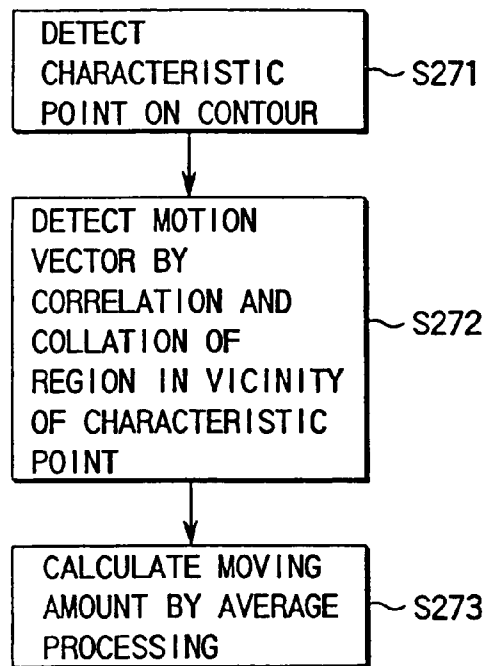 DETECT
CHARACTERISTIC
POINT ON CONTOUR
S271
DETECT MOTION
VECTOR BY
CORRELATION AND
COLLATION OF
REGION IN VICINITY
OF CHARACTERISTIC
POINT
S272
CALCULATE MOVING
AMOUNT BY AVERAGE
PROCESSING
S273